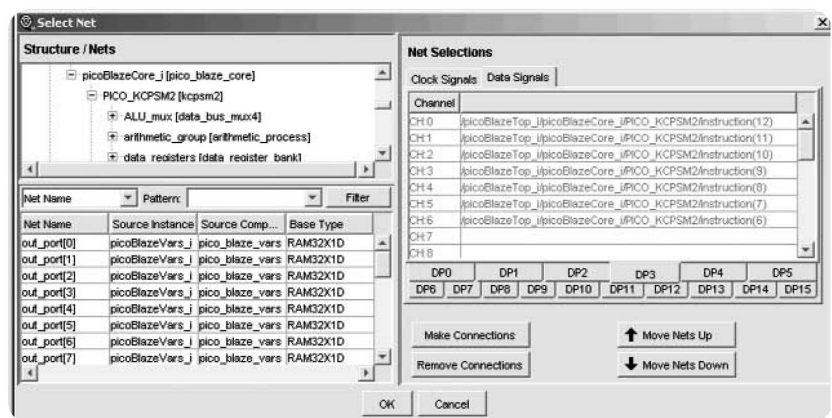 Select Net
Structure / Nets
picoBlazeCore_i [pico_blaze_core]
PICO_KCPSM2 [kcpsm2]
ALU_mux [data_bus_mux4]
arithmetic_group [arithmetic_process]
data_registers [data_register_bank]
Net Name Pattern: Filter
Net Name Source Instance Source Comp... Base Type
out_port[0] picoBlazeVars_i pico_blaze_vars RAM32X1D
out_port[1] picoBlazeVars_i pico_blaze_vars RAM32X1D
out_port[2] picoBlazeVars_i pico_blaze_vars RAM32X1D
out_port[3] picoBlazeVars_i pico_blaze_vars RAM32X1D
out_port[4] picoBlazeVars_i pico_blaze_vars RAM32X1D
out_port[5] picoBlazeVars_i pico_blaze_vars RAM32X1D
out_port[6] picoBlazeVars_i pico_blaze_vars RAM32X1D
out_port[7] picoBlazeVars_i pico_blaze_vars RAM32X1D
Net Selections
Clock Signals Data Signals
Channel
CH:0 /picoBlazeTop_i/picoBlazeCore_i/PICO_KCPSM2/instruction(12)
CH:1 /picoBlazeTop_i/picoBlazeCore_i/PICO_KCPSM2/instruction(11)
CH:2 /picoBlazeTop_i/picoBlazeCore_i/PICO_KCPSM2/instruction(10)
CH:3 /picoBlazeTop_i/picoBlazeCore_i/PICO_KCPSM2/instruction(9)
CH:4 /picoBlazeTop_i/picoBlazeCore_i/PICO_KCPSM2/instruction(8)
CH:5 /picoBlazeTop_i/picoBlazeCore_i/PICO_KCPSM2/instruction(7)
CH:6 /picoBlazeTop_i/picoBlazeCore_i/PICO_KCPSM2/instruction(6)
CH:7
CH:8
DP0 DP1 DP2 DP3 DP4 DP5
DP6 DP7 DP8 DP9 DP10 DP11 DP12 DP13 DP14 DP15
Make Connections Move Nets Up
Remove Connections Move Nets Down
OK Cancel